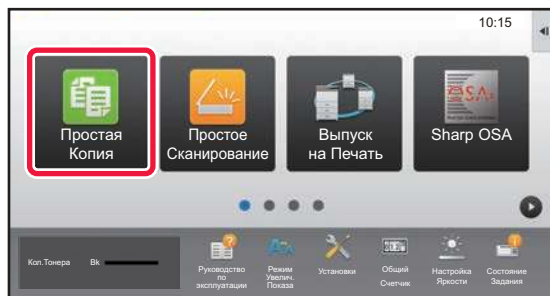 10:15
Простая
Копия
Простое
Сканирование
Выпуск
на Печать
OSA
Sharp OSA
Кол.Тонера Bk
Руководство
по
эксплуатации
Режим
Увелич.
Показа
Установки
Общий
Счетчик
Настройка
Яркости
Состояние
Задания